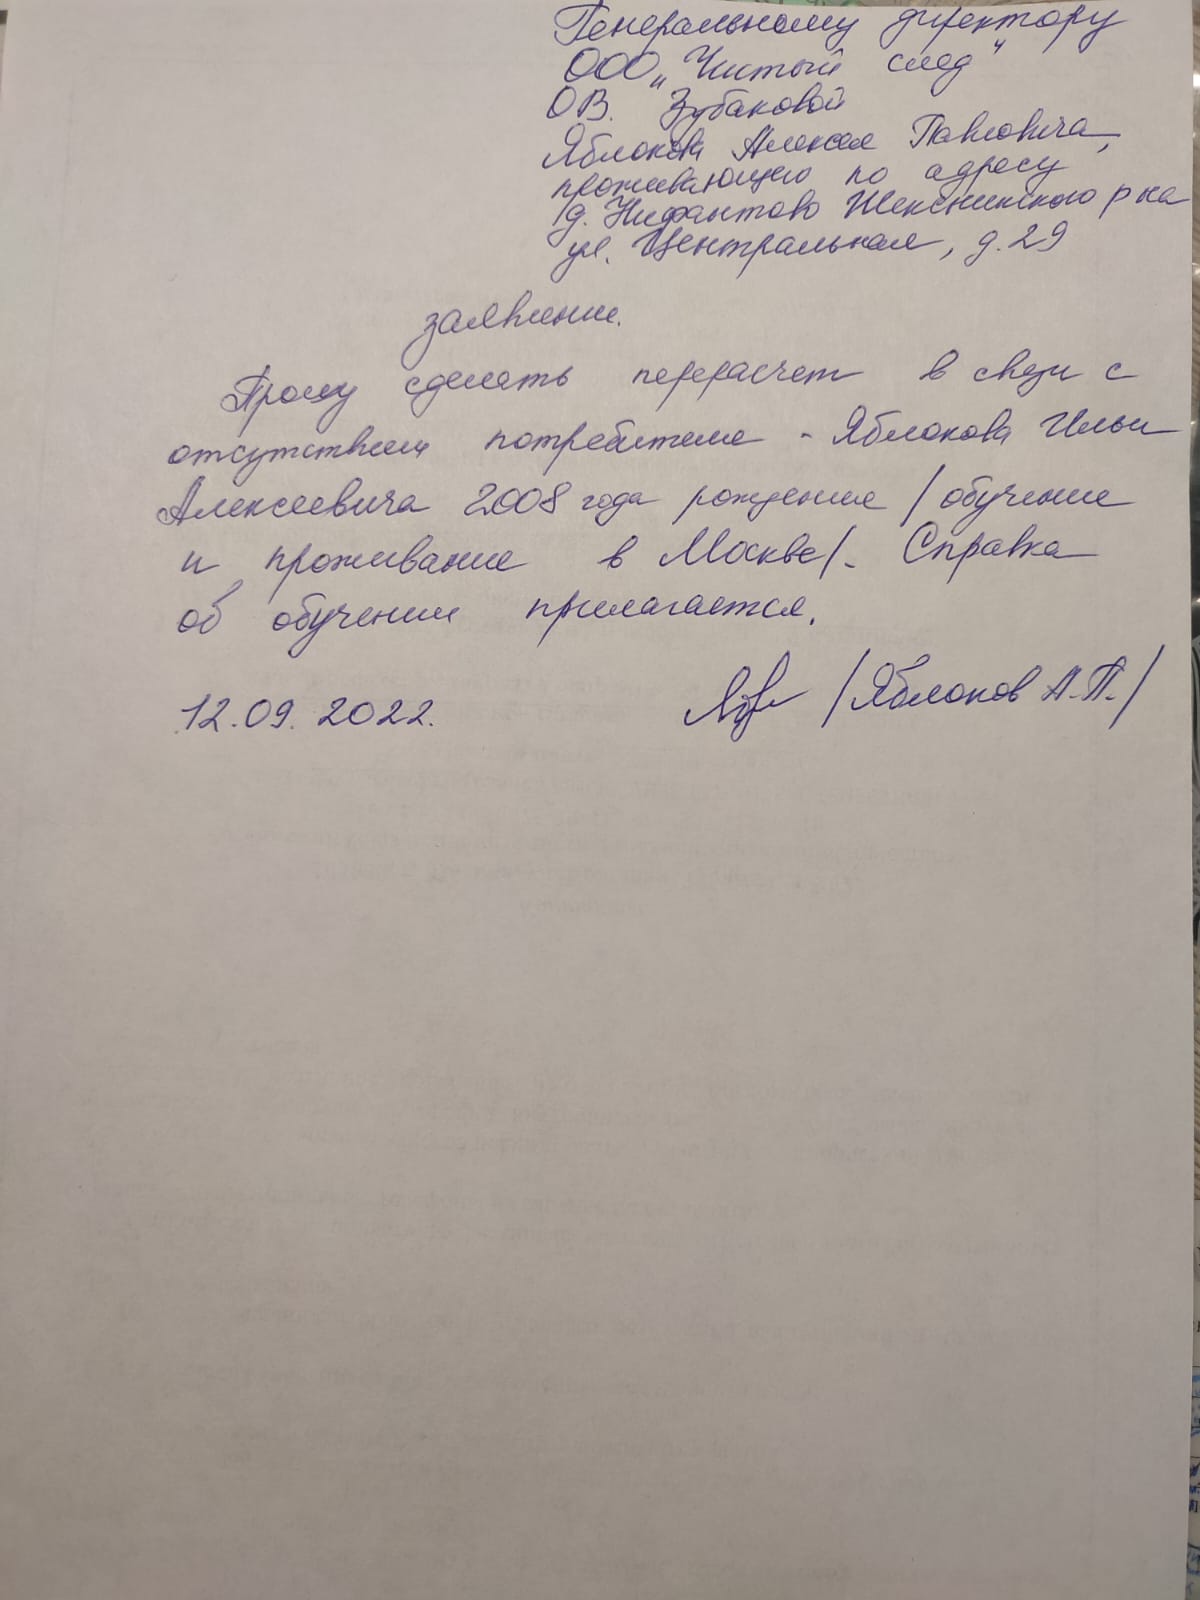 Генеральному директору
ООО „Чистый след"
О.В. Зубаковой
Яблокова Алексея Павловича,
проживающего по адресу
д. Нифантово Шекснинского р на
ул. Центральная, д. 29
заявление.
Прошу сделать перерасчет в связи с
отсутствием потребителя - Яблокова Ильи
Алексеевича 2008 года рождения /обучение
и проживание в Москве/. Справка
об обучении прилагается.
12.09.2022. /Яблоков А.П./